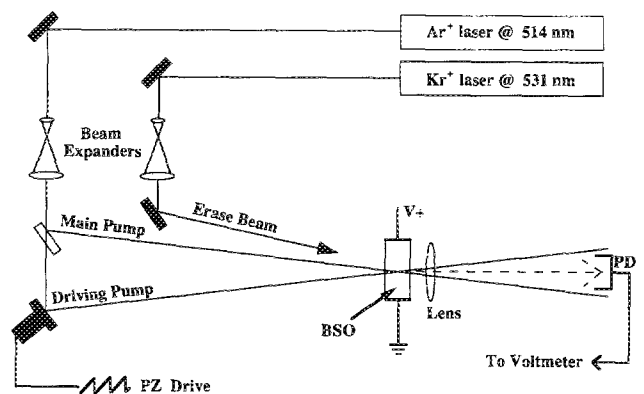 Ar+ laser @ 514 nm
Kr+ laser @ 531 nm
Beam
Expanders
Erase Beam
Main Pump
V+
PD
Driving Pump
BSO
Lens
To Voltmeter
PZ Drive